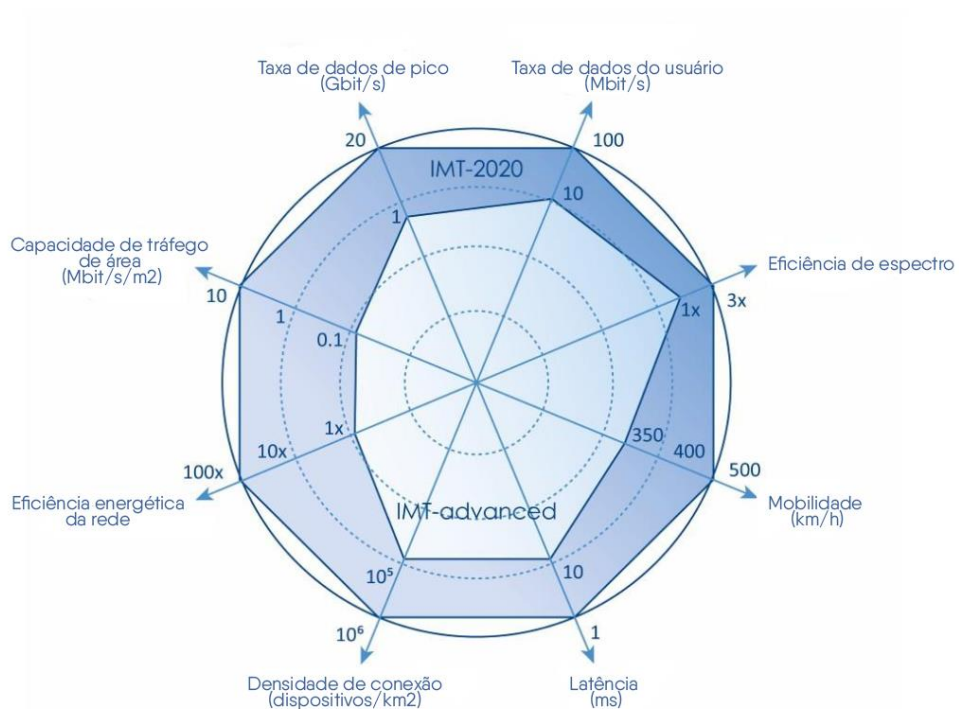 Taxa de dados de pico
(Gbit/s)
Taxa de dados do usuário
(Mbit/s)
20
100
IMT-2020
10
1
Capacidade de tráfego
de área
(Mbit/s/m2)
Eficiência de espectro
10
1
1x
3x
0.1
1x
350
10x
400
100x
500
Eficiência energética
da rede
Mobilidade
(km/h)
IMT-advanced
10⁵
10
10⁶
1
Densidade de conexão
(dispositivos/km2)
Latência
(ms)